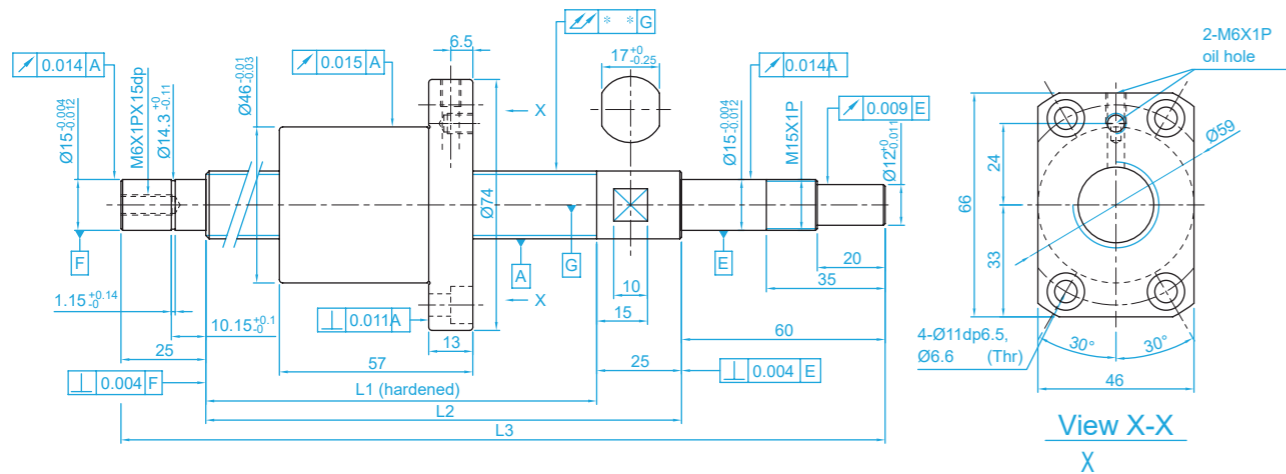 6.5
⌰ * * G
17 +0 -0.25
2-M6X1P
oil hole
↗ 0.014 A
↗ 0.015 A
↗ 0.014A
↗ 0.009 E
Ø15 -0.004 -0.012
M6X1PX15dp
Ø14.3 +0 -0.11
Ø46 -0.01 -0.03
X
Ø15 -0.004 -0.012
M15X1P
Ø12 +0 -0.011
Ø59
24
66
Ø74
33
F
A
G
E
X
1.15 +0.14 -0
10.15 +0.1 -0
⊥ 0.011A
10
15
20
35
25
13
57
60
25
4-Ø11dp6.5,
Ø6.6 (Thr)
30°
30°
46
⊥ 0.004 F
L1 (hardened)
⊥ 0.004 E
L2
L3
View X-X
X